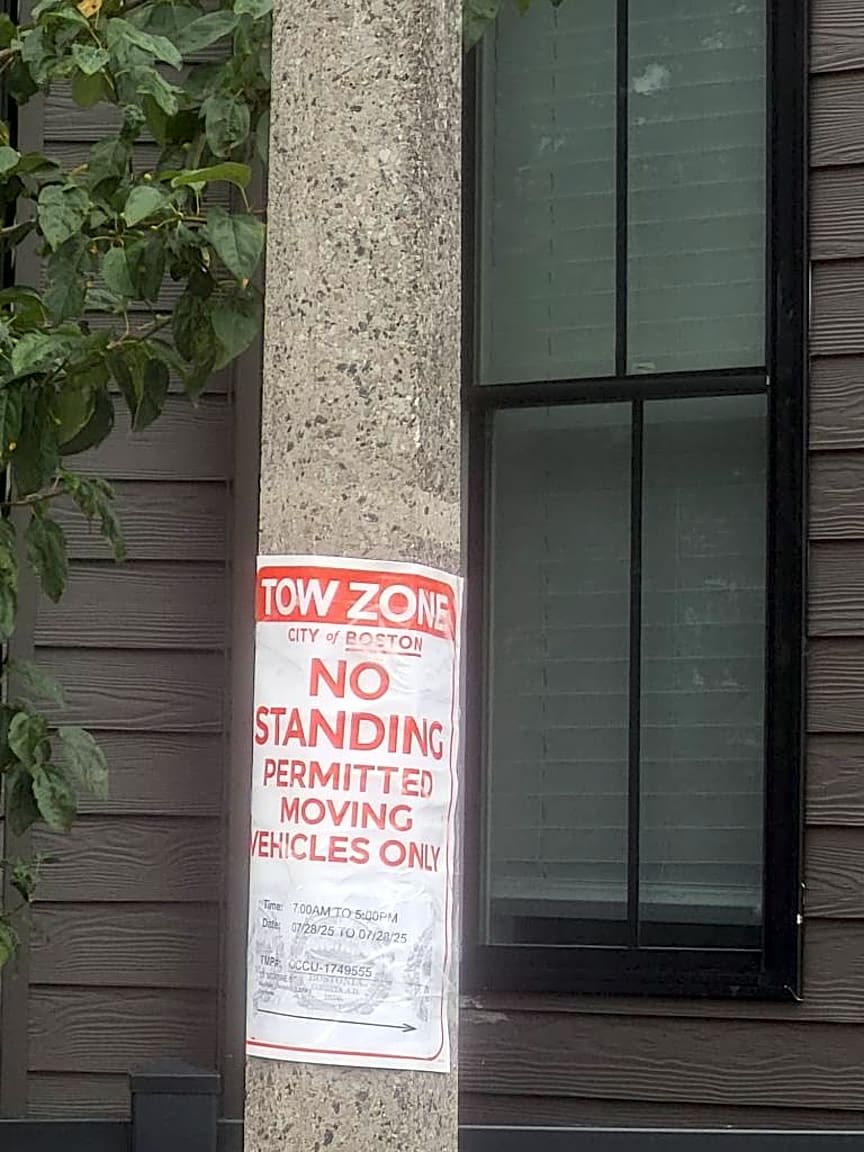 TOW ZONE
CITY of BOSTON
NO
STANDING
PERMITTED
MOVING
VEHICLES ONLY
Time: 7:00AM TO 5:00PM
Date: 07/28/25 TO 07/28/25
TMP#: OCCU-1749555
BOSTONIA